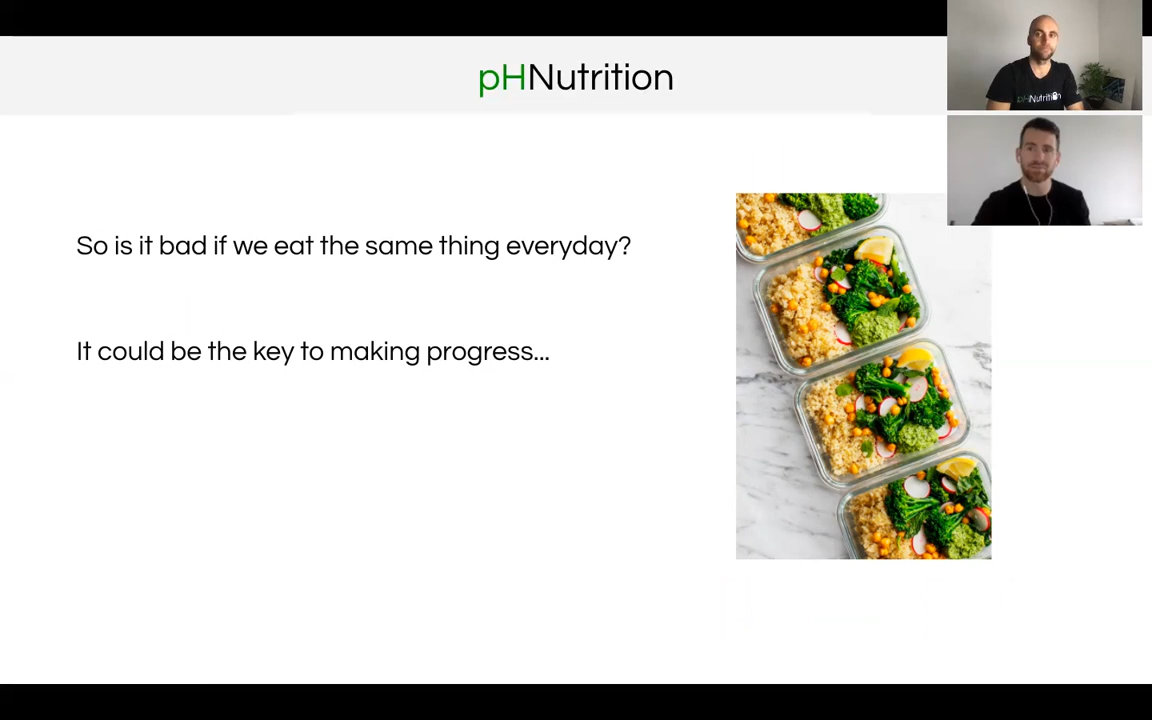 pHNutrition
pHNutrition
So is it bad if we eat the same thing everyday?
It could be the key to making progress...